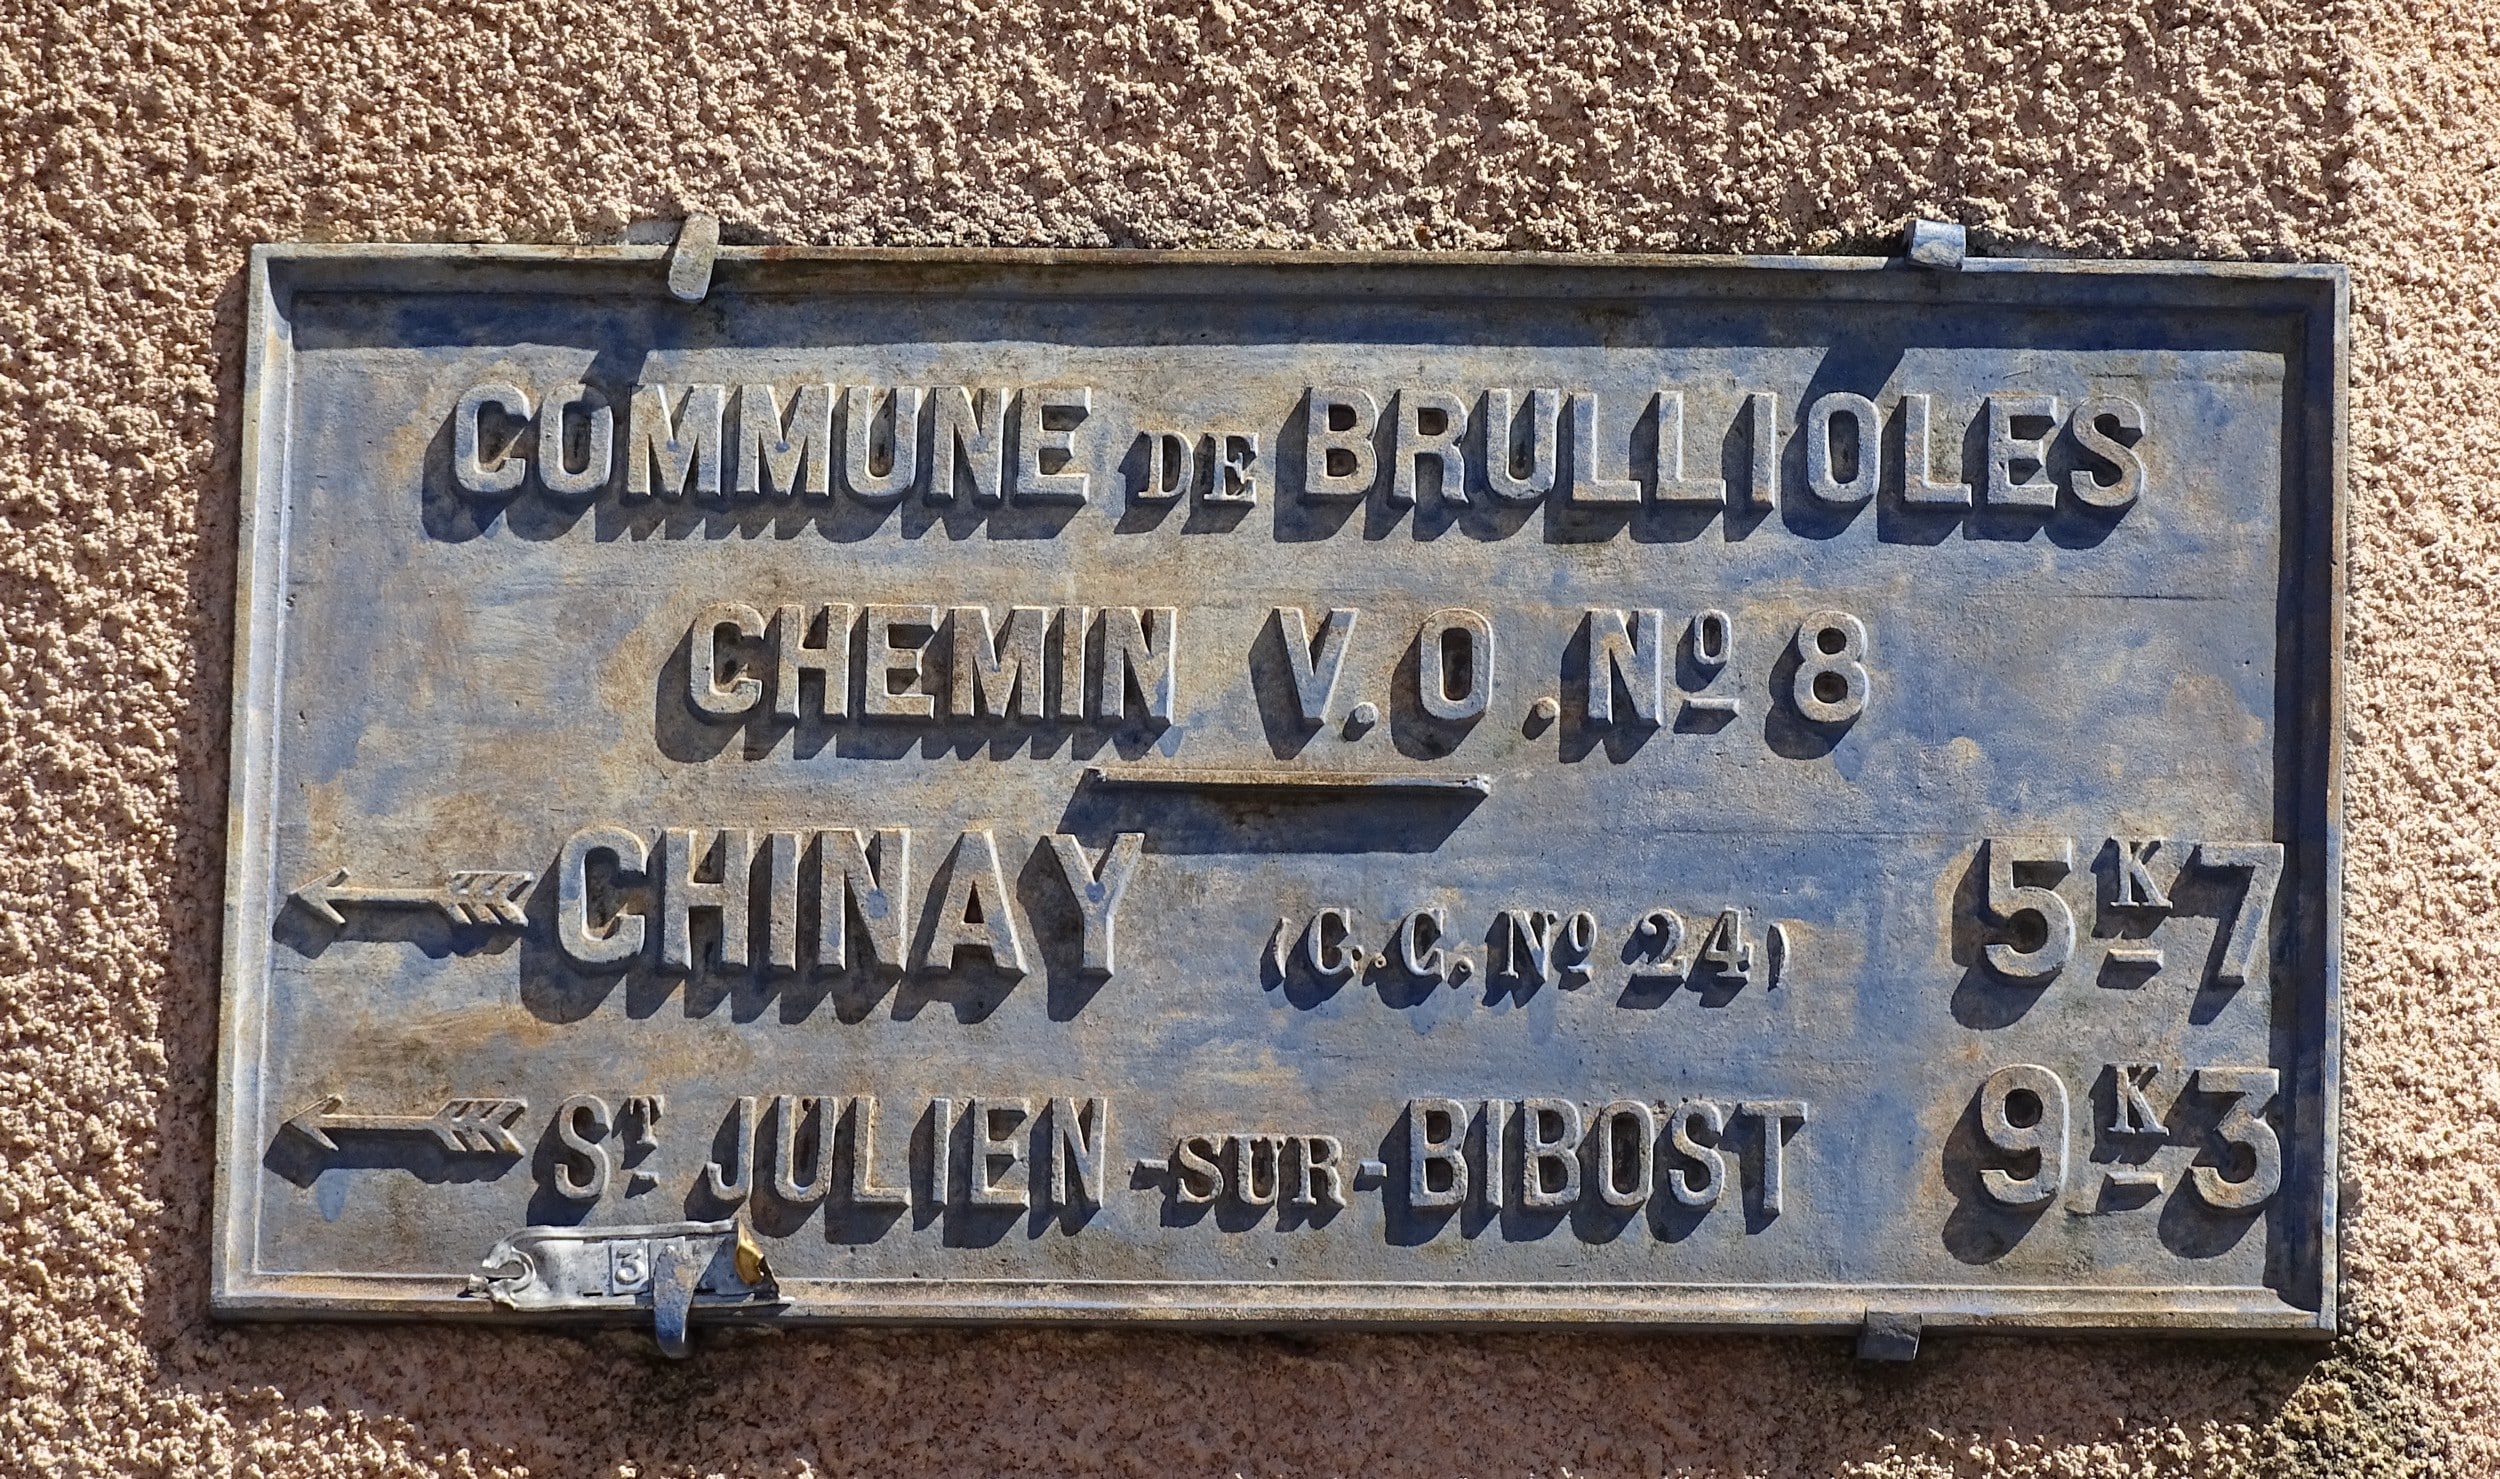 COMMUNE DE BRULLIOLES
CHEMIN V.O. Nº 8
CHINAY (C.C. Nº 24) 5K7
ST JULIEN-SUR-BIBOST 9K3
3